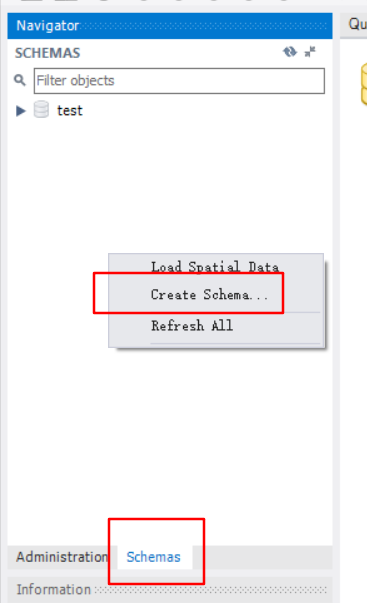 Navigator
Qu
SCHEMAS
Filter objects
test
Load Spatial Data
Create Schema...
Refresh All
Administration
Schemas
Information